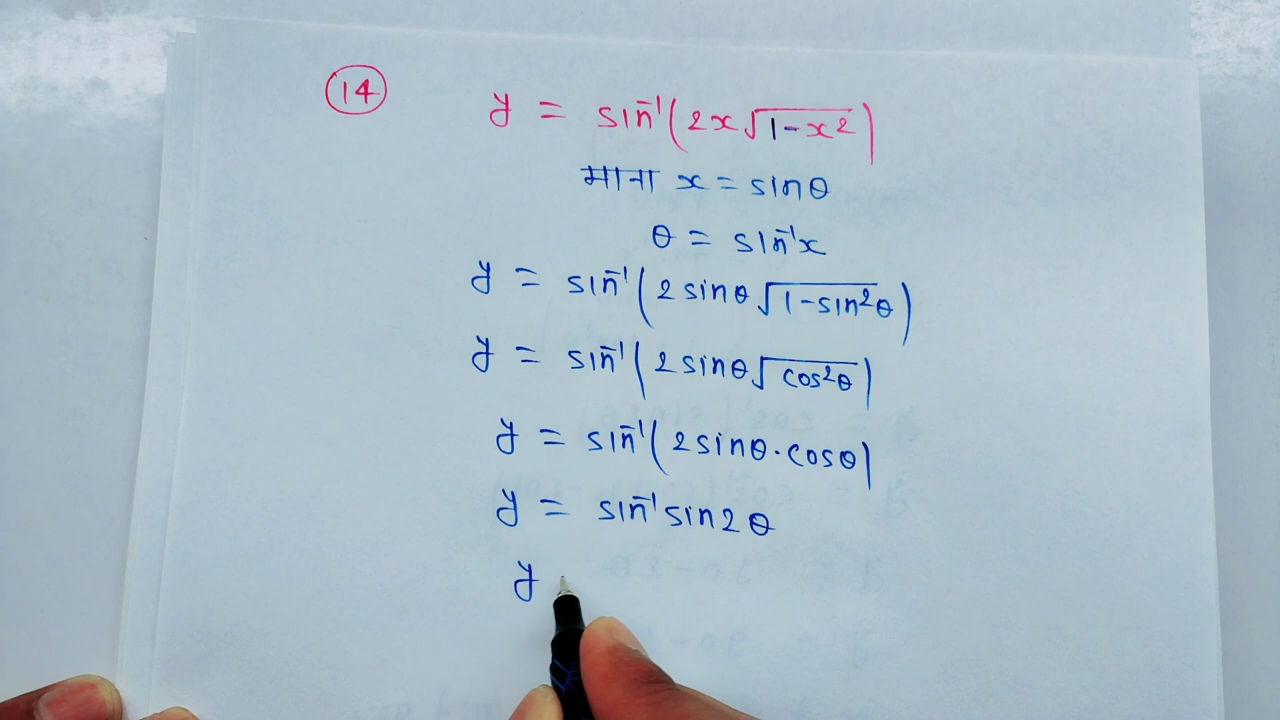 14
y = sin⁻¹(2x√1-x²)
माना x = sinθ
θ = sin⁻¹x
y = sin⁻¹(2sinθ√1-sin²θ)
y = sin⁻¹(2sinθ√cos²θ)
y = sin⁻¹(2sinθ·cosθ)
y = sin⁻¹sin2θ
y